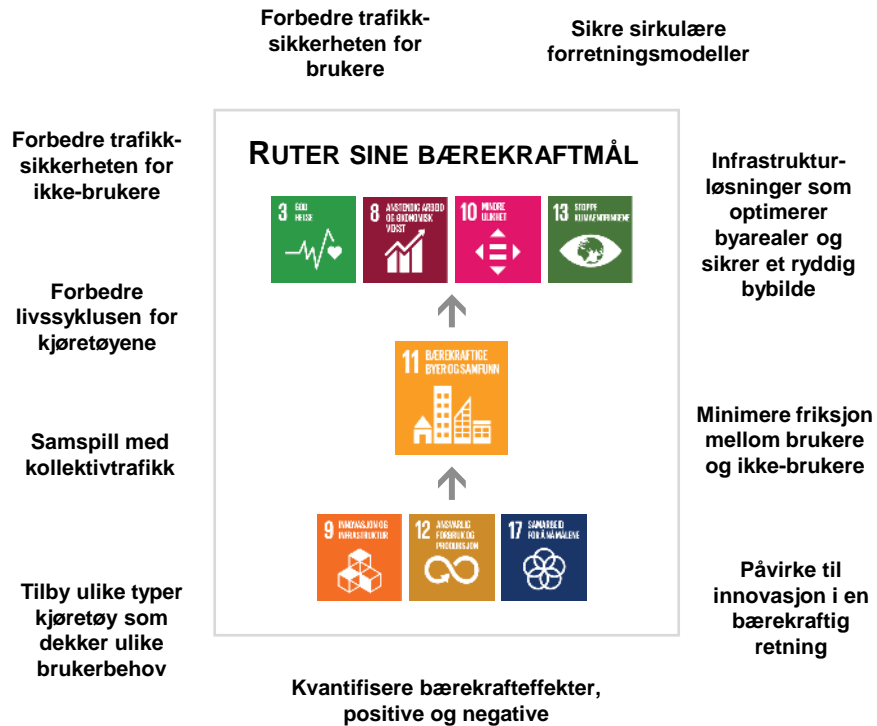 Forbedre trafikk-
sikkerheten for
brukere
Sikre sirkulære
forretningsmodeller
Forbedre trafikk-
sikkerheten for
ikke-brukere
RUTER SINE BÆREKRAFTMÅL
Infrastruktur-
løsninger som
optimerer
byarealer og
sikrer et ryddig
bybilde
3 GOD
HELSE
8 ANSTENDIG ARBEID
OG ØKONOMISK
VEKST
10 MINDRE
ULIKHET
13 STOPPE
KLIMAENDRINGENE
Forbedre
livssyklusen for
kjøretøyene
11 BÆREKRAFTIGE
BYER OG SAMFUNN
Samspill med
kollektivtrafikk
Minimere friksjon
mellom brukere
og ikke-brukere
9 INNOVASJON OG
INFRASTRUKTUR
12 ANSVARLIG
FORBRUK OG
PRODUKSJON
17 SAMARBEID
FOR Å NÅ MÅLENE
Tilby ulike typer
kjøretøy som
dekker ulike
brukerbehov
Påvirke til
innovasjon i en
bærekraftig
retning
Kvantifisere bærekrafteffekter,
positive og negative